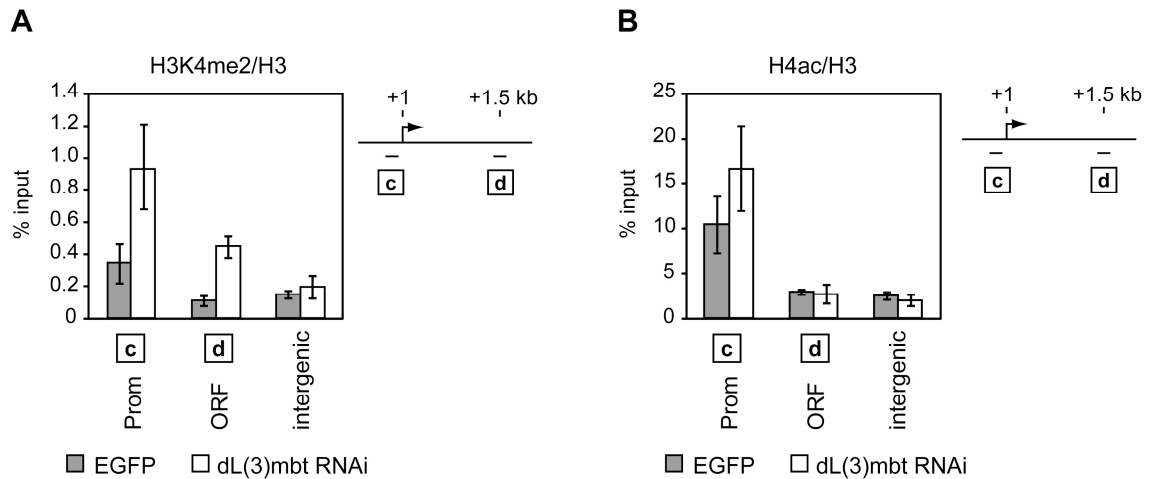 A
H3K4me2/H3
% input
1.4
1.2
1.0
0.8
0.6
0.4
0.2
0
c
d
Prom
ORF
intergenic
EGFP
dL(3)mbt RNAi
+1
+1.5 kb
c
d
B
H4ac/H3
% input
25
20
15
10
5
0
c
d
Prom
ORF
intergenic
EGFP
dL(3)mbt RNAi
+1
+1.5 kb
c
d